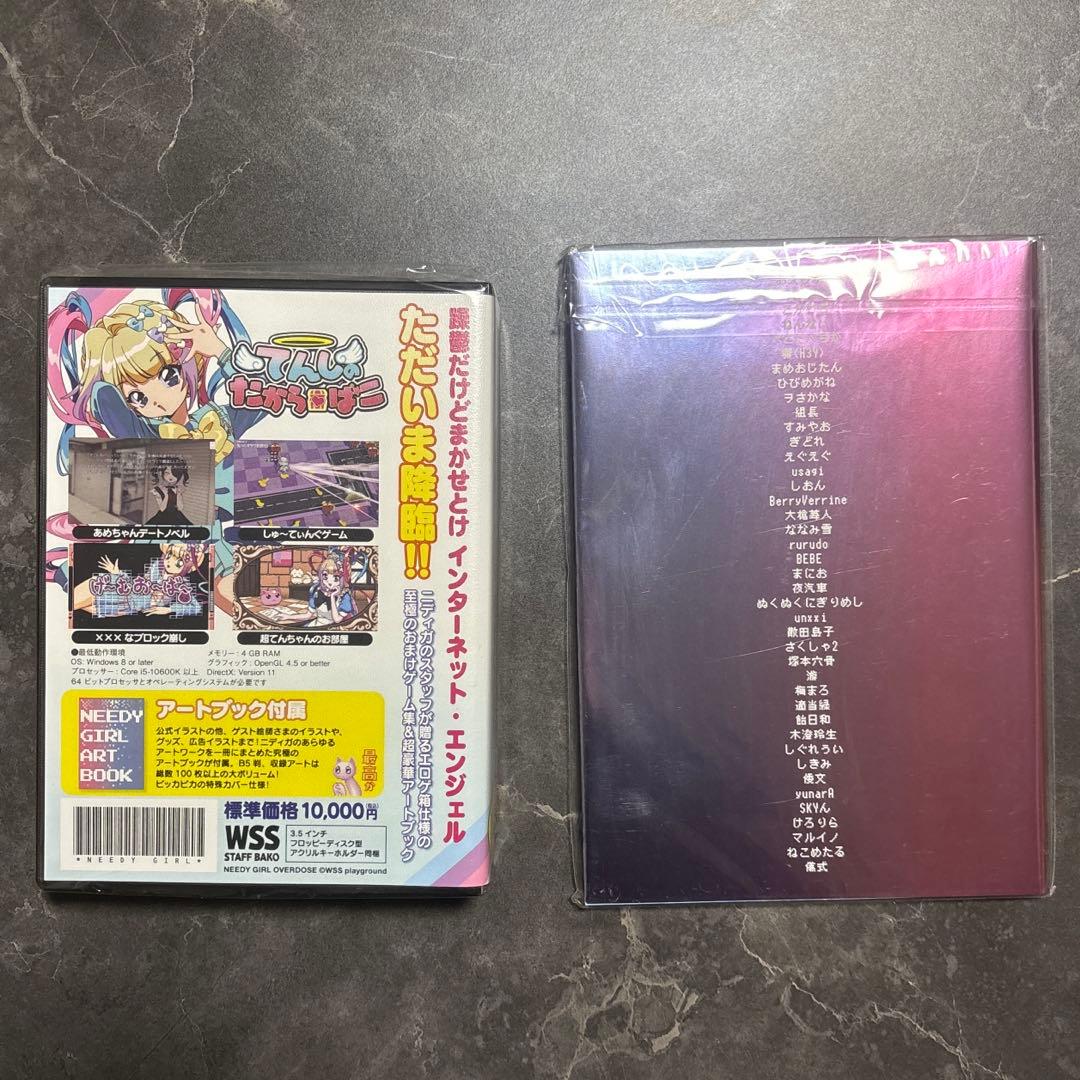 てんしの
たから箱ばこ
躁鬱だけどまかせとけ インターネット・エンジェル
ただいま降臨!!
ニディガのスタッフが贈るエロゲ箱仕様の
至極のおまけゲーム集&超豪華アートブック
あめちゃんデートノベル
しゅ〜てぃんぐゲーム
げーむおーばー
×××なブロック崩し
超てんちゃんのお部屋
●最低動作環境
OS: Windows 8 or later
プロセッサー: Core i5-10600K 以上
64 ビットプロセッサとオペレーティングシステムが必要です
メモリー: 4 GB RAM
グラフィック: OpenGL 4.5 or better
DirectX: Version 11
NEEDY
GIRL
ART
BOOK
アートブック付属
公式イラストの他、ゲスト絵師さまのイラストや、
グッズ、広告イラストまで!ニディガのあらゆる
アートワークを一冊にまとめた究極の
アートブックが付属。B5判、収録アートは
総数100枚以上の大ボリューム!
ピッカピカの特殊カバー仕様!
最高かよ
*NEEDY GIRL*
標準価格 10,000円(税込)
WSS
STAFF BAKO
3.5 インチ
フロッピーディスク型
アクリルキーホルダー同梱
NEEDY GIRL OVERDOSE ©WSS playground
まめおじたん
ひびめがね
ヲさかな
組長
すみやお
ぎどれ
えぐえぐ
usagi
しおん
BerryVerrine
大槍葦人
ななみ雪
rurudo
BEBE
まにお
夜汽車
ぬくぬくにぎりめし
unxxi
歎田島子
さくしゃ2
塚本穴骨
溶
梅まろ
適当緑
飴日和
木澄玲生
しぐれうい
しきみ
倭文
yunarA
SKYん
けろりら
マルイノ
ねこめたる
儀式